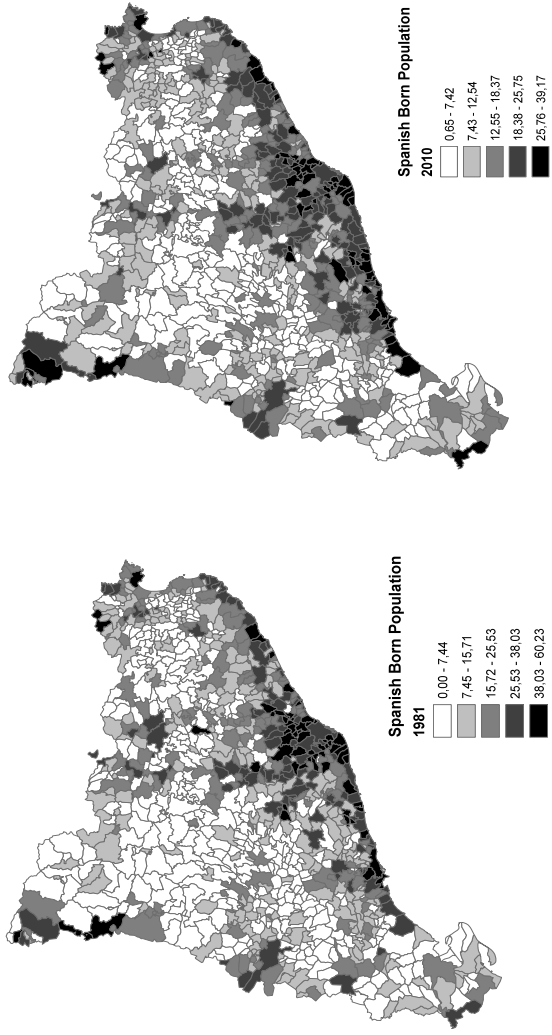 Spanish Born Population
1981
0,00 - 7,44
7,45 - 15,71
15,72 - 25,53
25,53 - 38,03
38,03 - 60,23
Spanish Born Population
2010
0,65 - 7,42
7,43 - 12,54
12,55 - 18,37
18,38 - 25,75
25,76 - 39,17